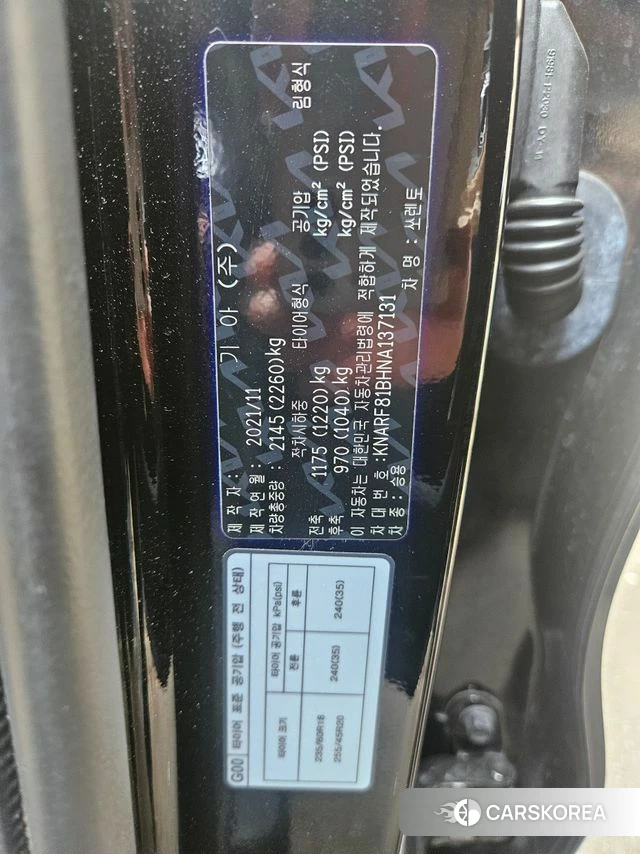 제 작 자 : 기 아 (주)
제 작 연 월 : 2021/11
차량총중량 : 2145 (2260)kg
착차시하중 타이어형식 공기압 림형식
kg/cm² (PSI)
전축 1175 (1220) kg
후축 970 (1040) kg kg/cm² (PSI)
이 자동차는 대한민국 자동차관리법령에 적합하게 제작되었습니다.
차 대 번 호 :KNARF81BHNA137131
차 종 : 승용 차 명 : 쏘렌토
G00 타이어 표준 공기압 (주행 전 상태)
타이어 크기 타이어 공기압 kPa(psi)
전륜 후륜
235/60R18
255/45R20
240(35) 240(35)
CARSKOREA